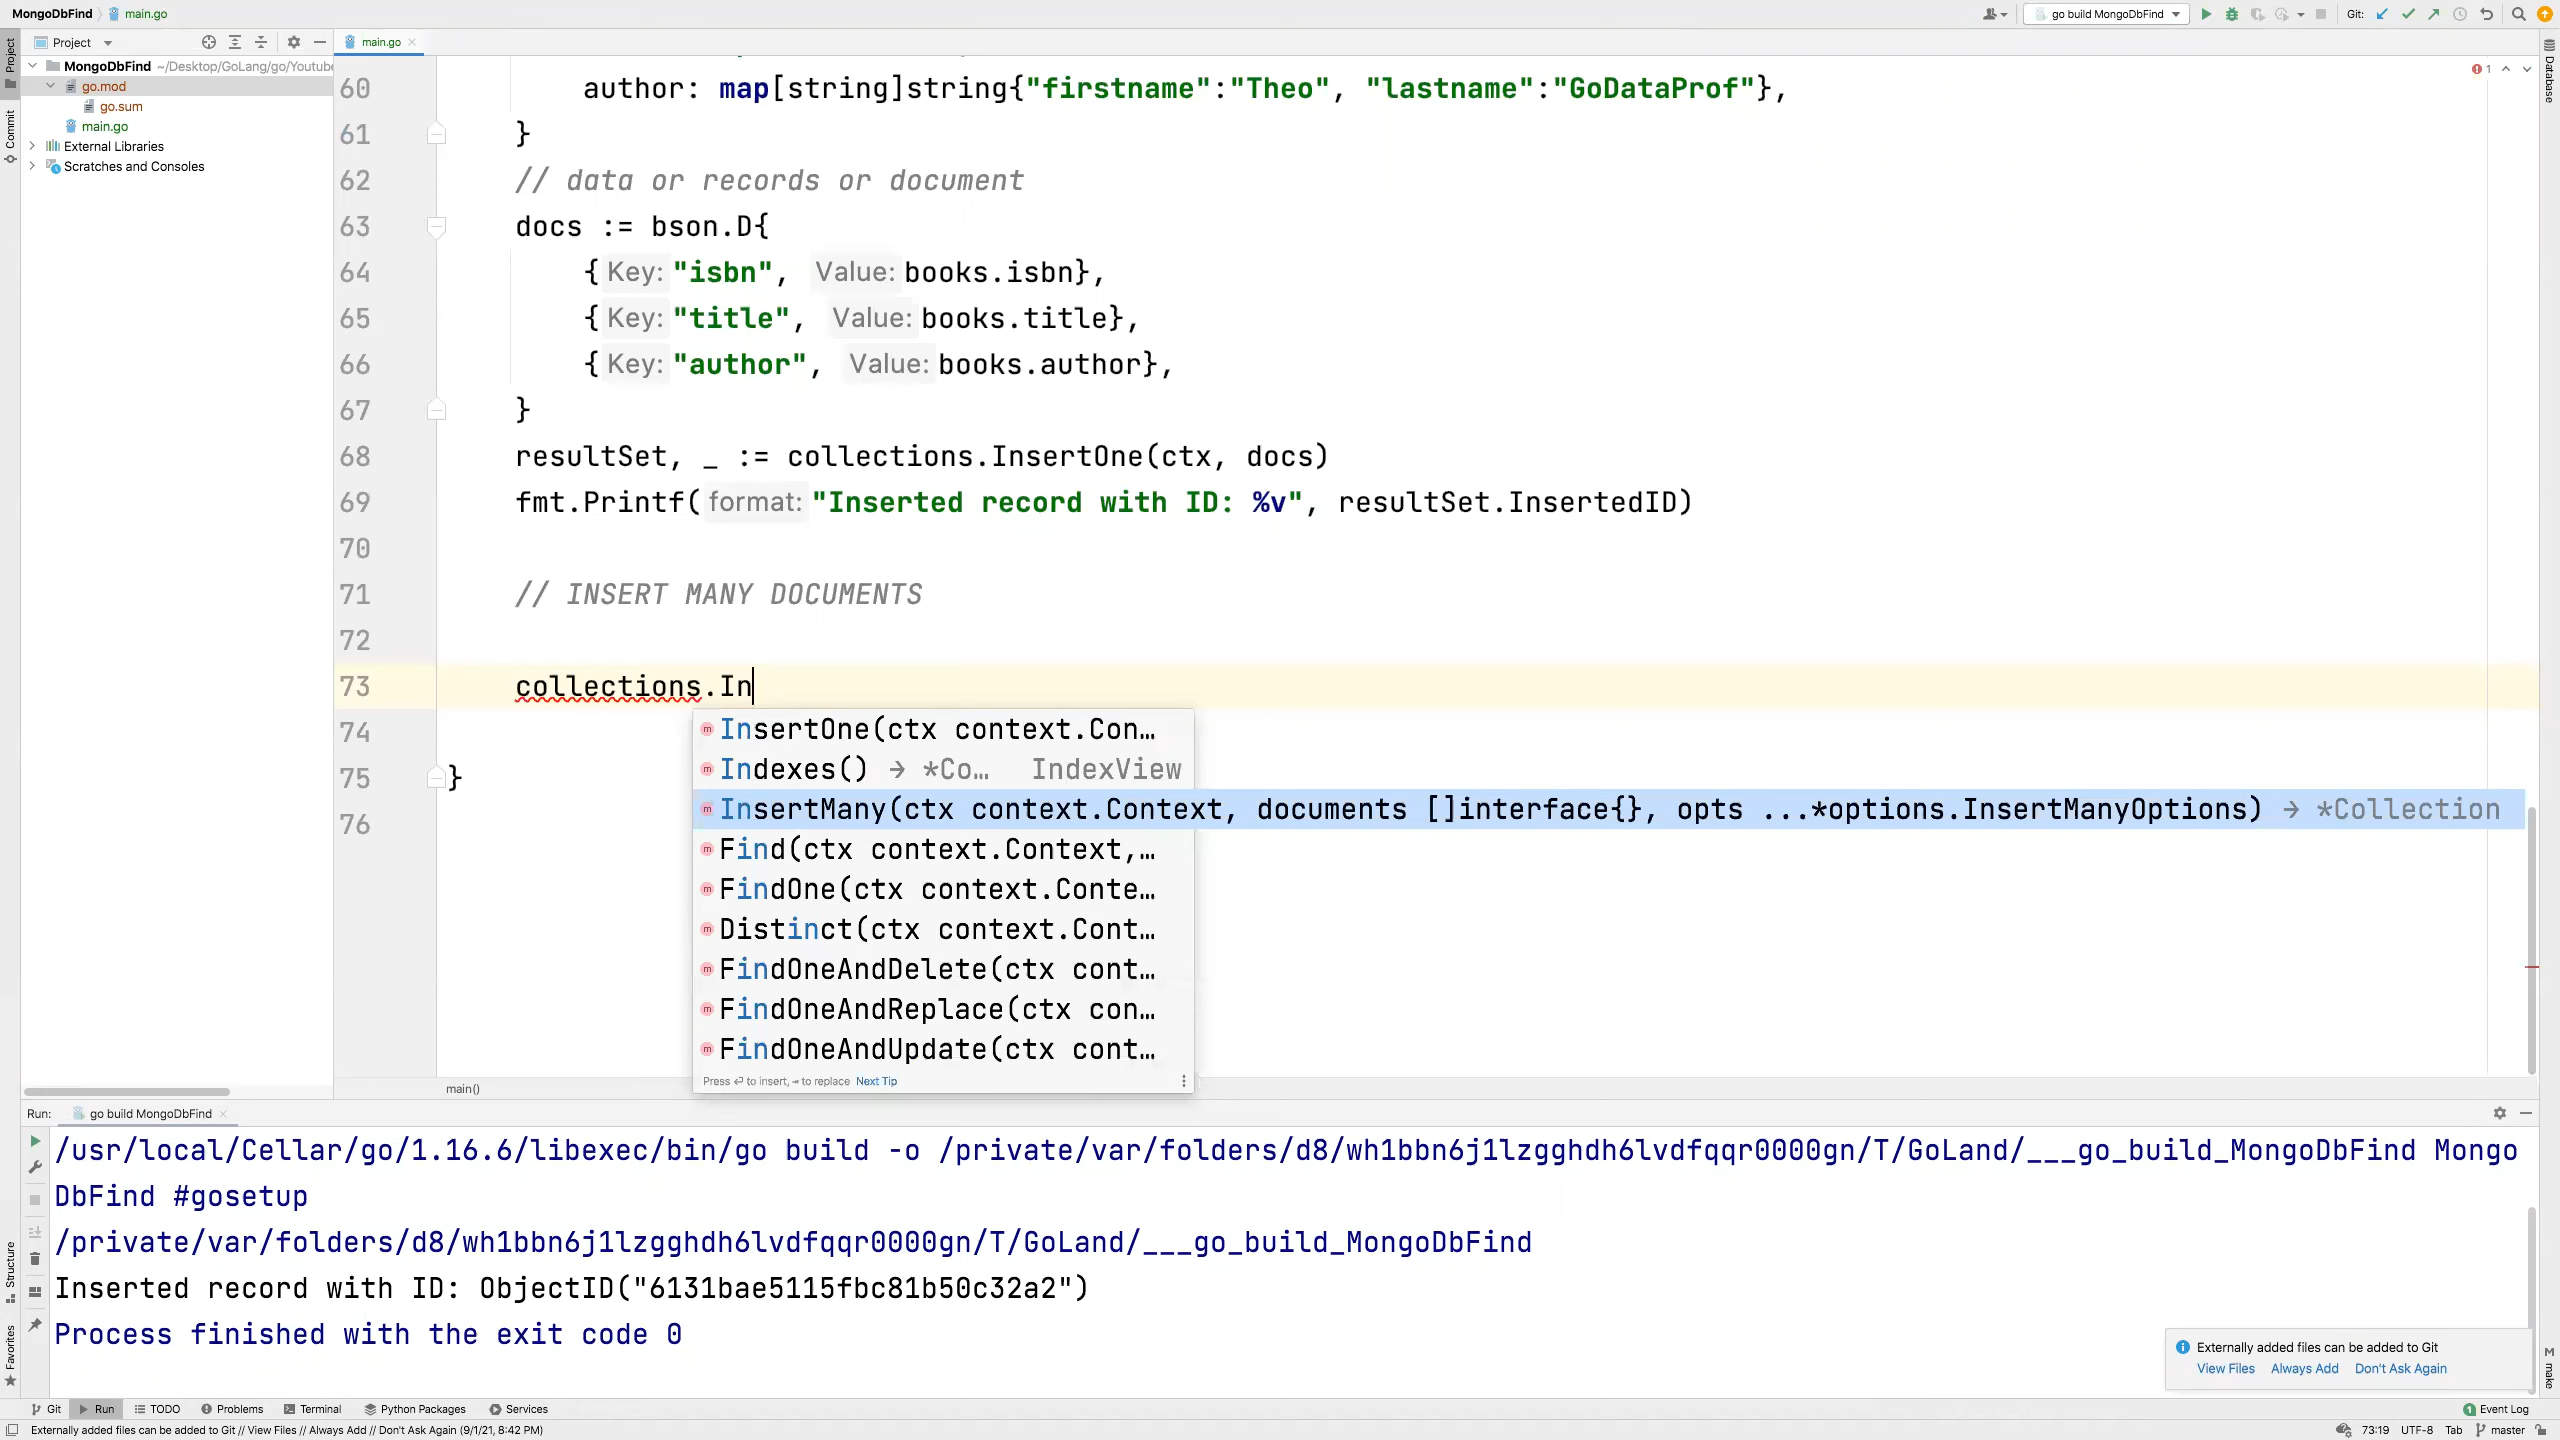 MongoDbFind main.go
go build MongoDbFind Git:
Project
main.go
MongoDbFind ~/Desktop/GoLang/go/Youtube
go.mod
go.sum
main.go
External Libraries
Scratches and Consoles
Project
Commit
Structure
Favorites
Database
make
1
60 author: map[string]string{"firstname":"Theo", "lastname":"GoDataProf"},
61 }
62 // data or records or document
63 docs := bson.D{
64 {Key: "isbn", Value: books.isbn},
65 {Key: "title", Value: books.title},
66 {Key: "author", Value: books.author},
67 }
68 resultSet, _ := collections.InsertOne(ctx, docs)
69 fmt.Printf( format: "Inserted record with ID: %v", resultSet.InsertedID)
70
71 // INSERT MANY DOCUMENTS
72
73 collections.In
74
75 }
76
InsertOne(ctx context.Con…
Indexes() → *Co… IndexView
InsertMany(ctx context.Context, documents []interface{}, opts ...*options.InsertManyOptions) → *Collection
Find(ctx context.Context,…
FindOne(ctx context.Conte…
Distinct(ctx context.Cont…
FindOneAndDelete(ctx cont…
FindOneAndReplace(ctx con…
FindOneAndUpdate(ctx cont…
Press ⏎ to insert, ⇥ to replace Next Tip
main()
Run: go build MongoDbFind
/usr/local/Cellar/go/1.16.6/libexec/bin/go build -o /private/var/folders/d8/wh1bbn6j1lzgghdh6lvdfqqr0000gn/T/GoLand/___go_build_MongoDbFind Mongo
DbFind #gosetup
/private/var/folders/d8/wh1bbn6j1lzgghdh6lvdfqqr0000gn/T/GoLand/___go_build_MongoDbFind
Inserted record with ID: ObjectID("6131bae5115fbc81b50c32a2")
Process finished with the exit code 0
Externally added files can be added to Git
View Files Always Add Don't Ask Again
Git Run TODO Problems Terminal Python Packages Services
1 Event Log
Externally added files can be added to Git // View Files // Always Add // Don't Ask Again (9/1/21, 8:42 PM)
73:19 UTF-8 Tab master